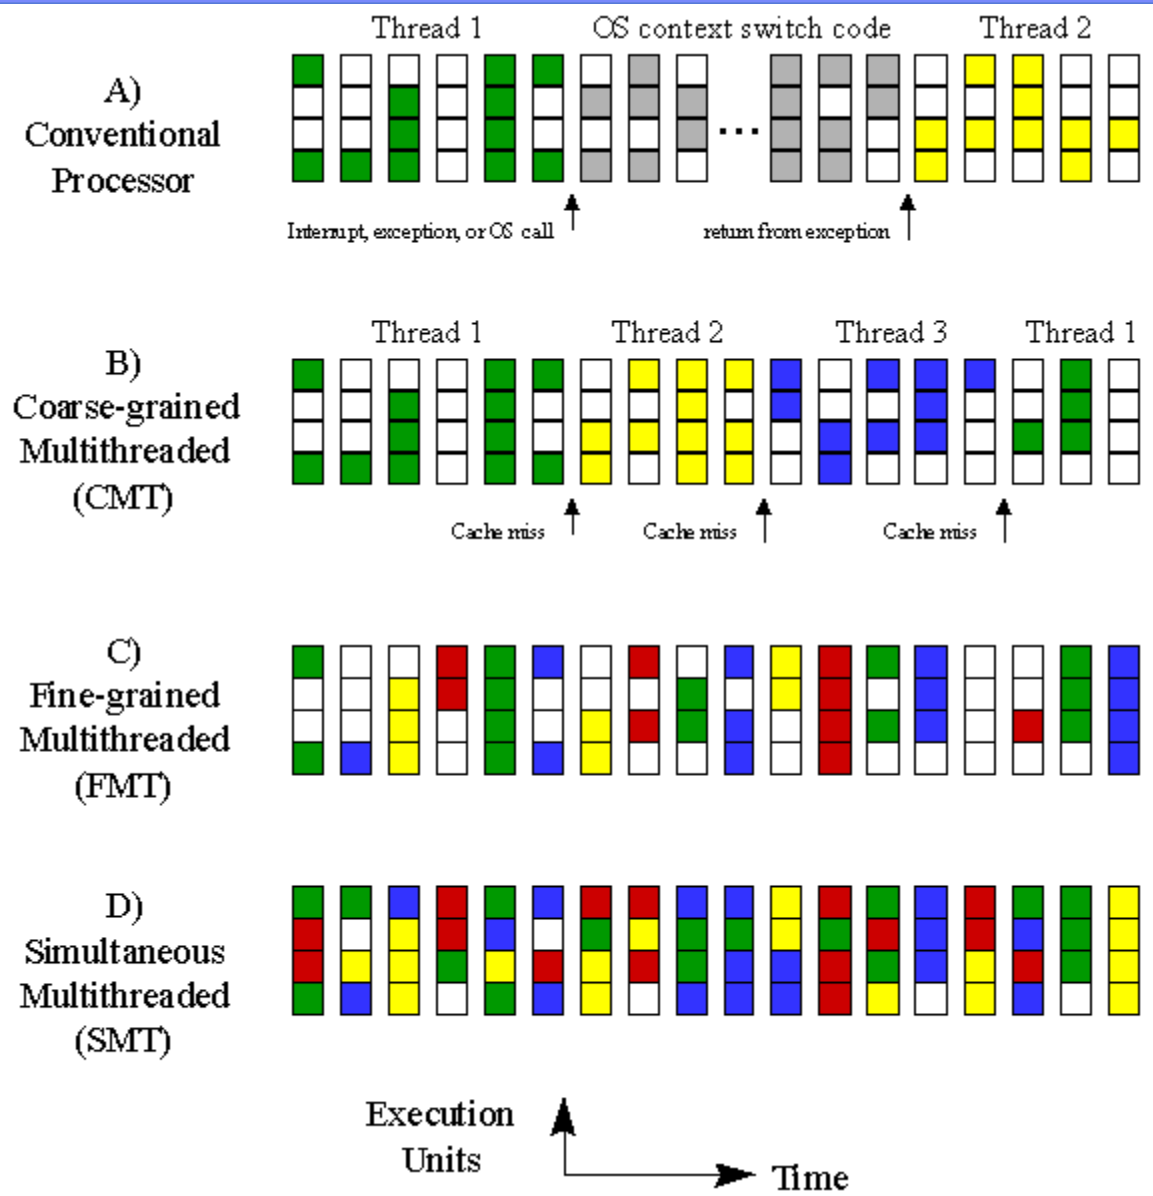 Thread 1 OS context switch code Thread 2
A)
Conventional
Processor
...
Interrupt, exception, or OS call return from exception
Thread 1 Thread 2 Thread 3 Thread 1
B)
Coarse-grained
Multithreaded
(CMT)
Cache miss Cache miss Cache miss
C)
Fine-grained
Multithreaded
(FMT)
D)
Simultaneous
Multithreaded
(SMT)
Execution
Units
Time